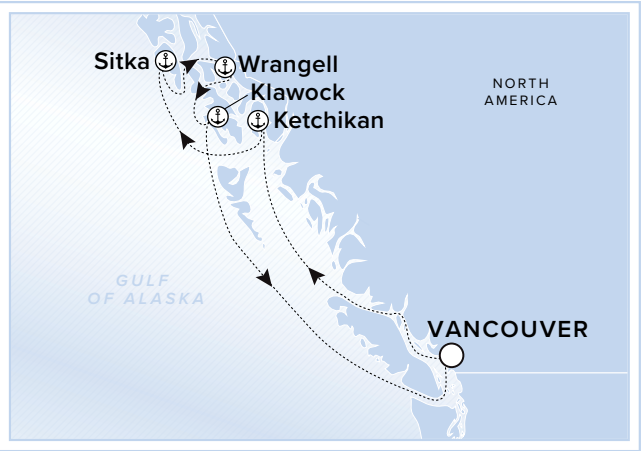 Sitka
Wrangell
Klawock
Ketchikan
NORTH
AMERICA
GULF
OF ALASKA
VANCOUVER